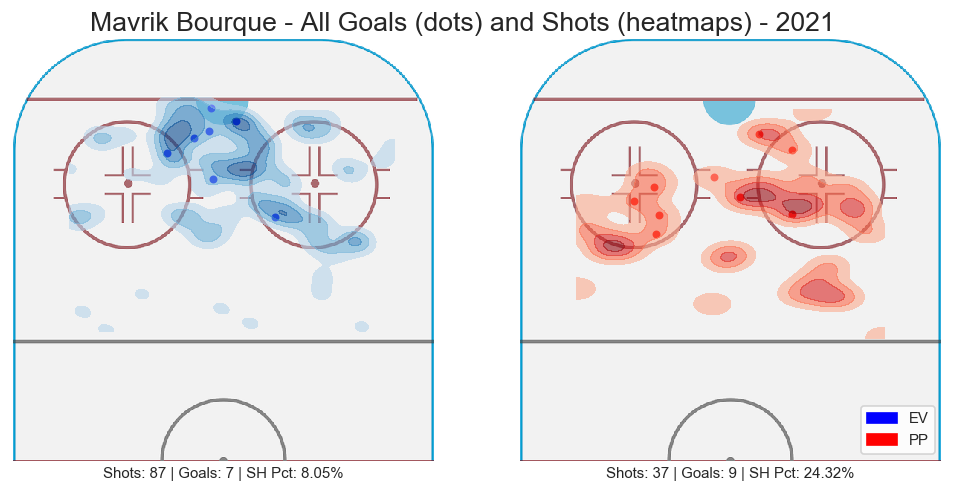 Mavrik Bourque - All Goals (dots) and Shots (heatmaps) - 2021
EV
PP
Shots: 87 | Goals: 7 | SH Pct: 8.05%
Shots: 37 | Goals: 9 | SH Pct: 24.32%